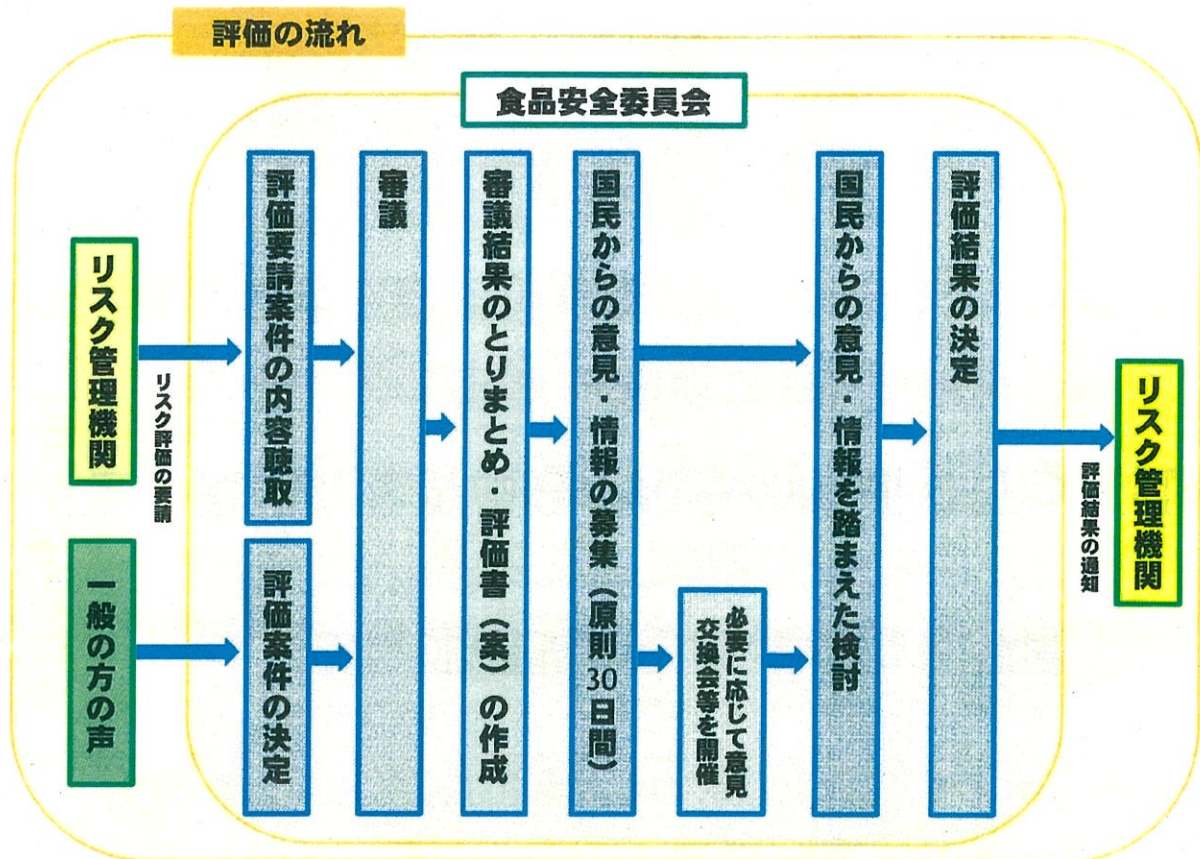 評価の流れ
食品安全委員会
リスク管理機関
リスク評価の要請
一般の方の声
評価要請案件の内容聴取
評価案件の決定
審議
審議結果のとりまとめ・評価書（案）の作成
国民からの意見・情報の募集（原則30日間）
必要に応じて意見
交換会等を開催
国民からの意見・情報を踏まえた検討
評価結果の決定
評価結果の通知
リスク管理機関